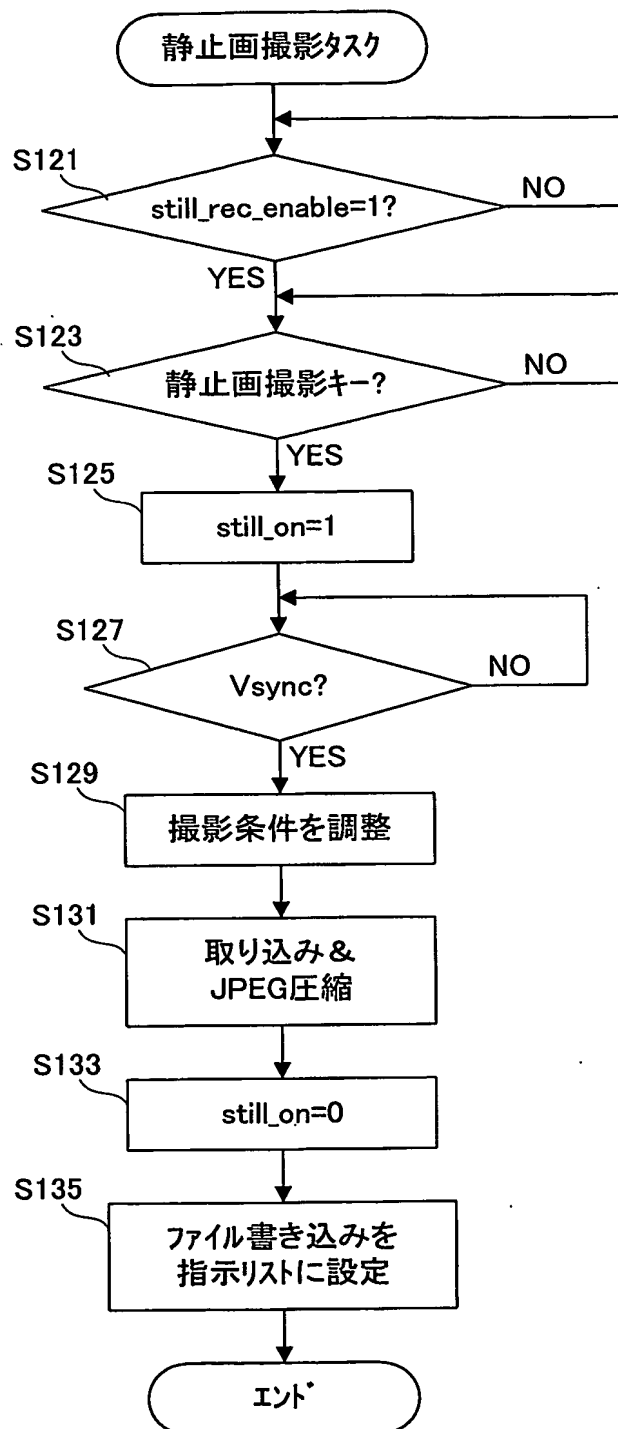 静止画撮影タスク
S121
still_rec_enable=1?
NO
YES
S123
静止画撮影キー?
NO
YES
S125
still_on=1
S127
Vsync?
NO
YES
S129
撮影条件を調整
S131
取り込み&
JPEG圧縮
S133
still_on=0
S135
ファイル書き込みを
指示リストに設定
エンド